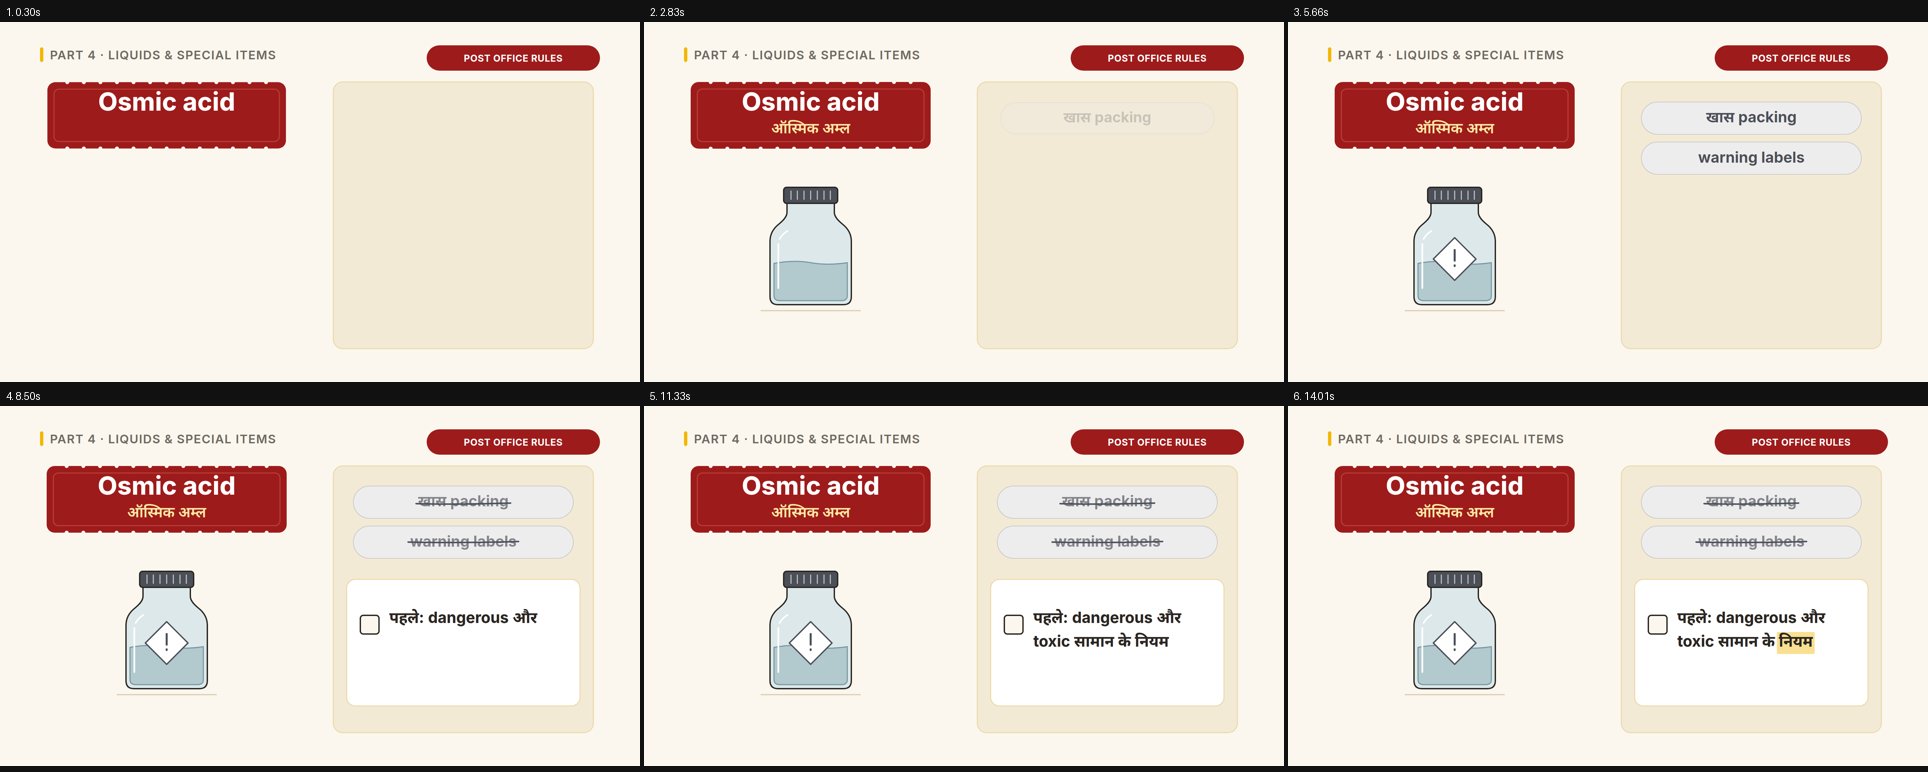 1. 0.30s
PART 4 · LIQUIDS & SPECIAL ITEMS
POST OFFICE RULES
Osmic acid
2. 2.83s
PART 4 · LIQUIDS & SPECIAL ITEMS
POST OFFICE RULES
Osmic acid
ऑस्मिक अम्ल
खास packing
3. 5.66s
PART 4 · LIQUIDS & SPECIAL ITEMS
POST OFFICE RULES
Osmic acid
ऑस्मिक अम्ल
!
खास packing
warning labels
4. 8.50s
PART 4 · LIQUIDS & SPECIAL ITEMS
POST OFFICE RULES
Osmic acid
ऑस्मिक अम्ल
!
खास packing
warning labels
पहले: dangerous और
5. 11.33s
PART 4 · LIQUIDS & SPECIAL ITEMS
POST OFFICE RULES
Osmic acid
ऑस्मिक अम्ल
!
खास packing
warning labels
पहले: dangerous और
toxic सामान के नियम
6. 14.01s
PART 4 · LIQUIDS & SPECIAL ITEMS
POST OFFICE RULES
Osmic acid
ऑस्मिक अम्ल
!
खास packing
warning labels
पहले: dangerous और
toxic सामान के नियम